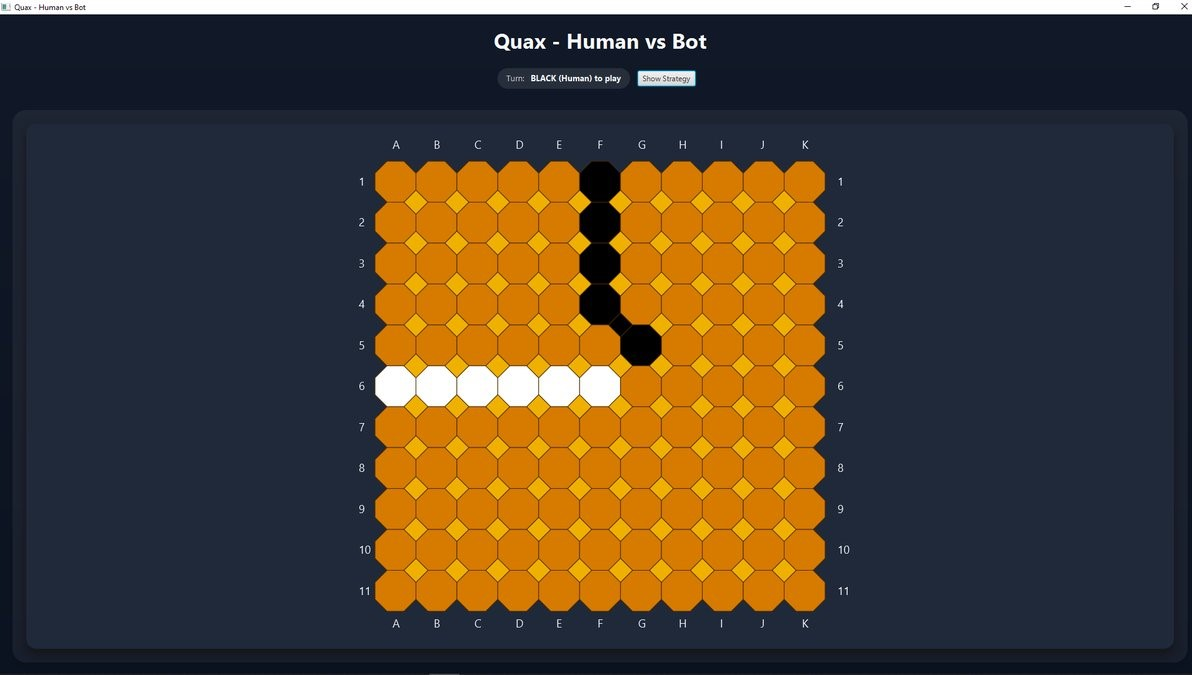 Quax - Human vs Bot
Quax - Human vs Bot
Turn: BLACK (Human) to play
Show Strategy
A B C D E F G H I J K
1 1
2 2
3 3
4 4
5 5
6 6
7 7
8 8
9 9
10 10
11 11
A B C D E F G H I J K